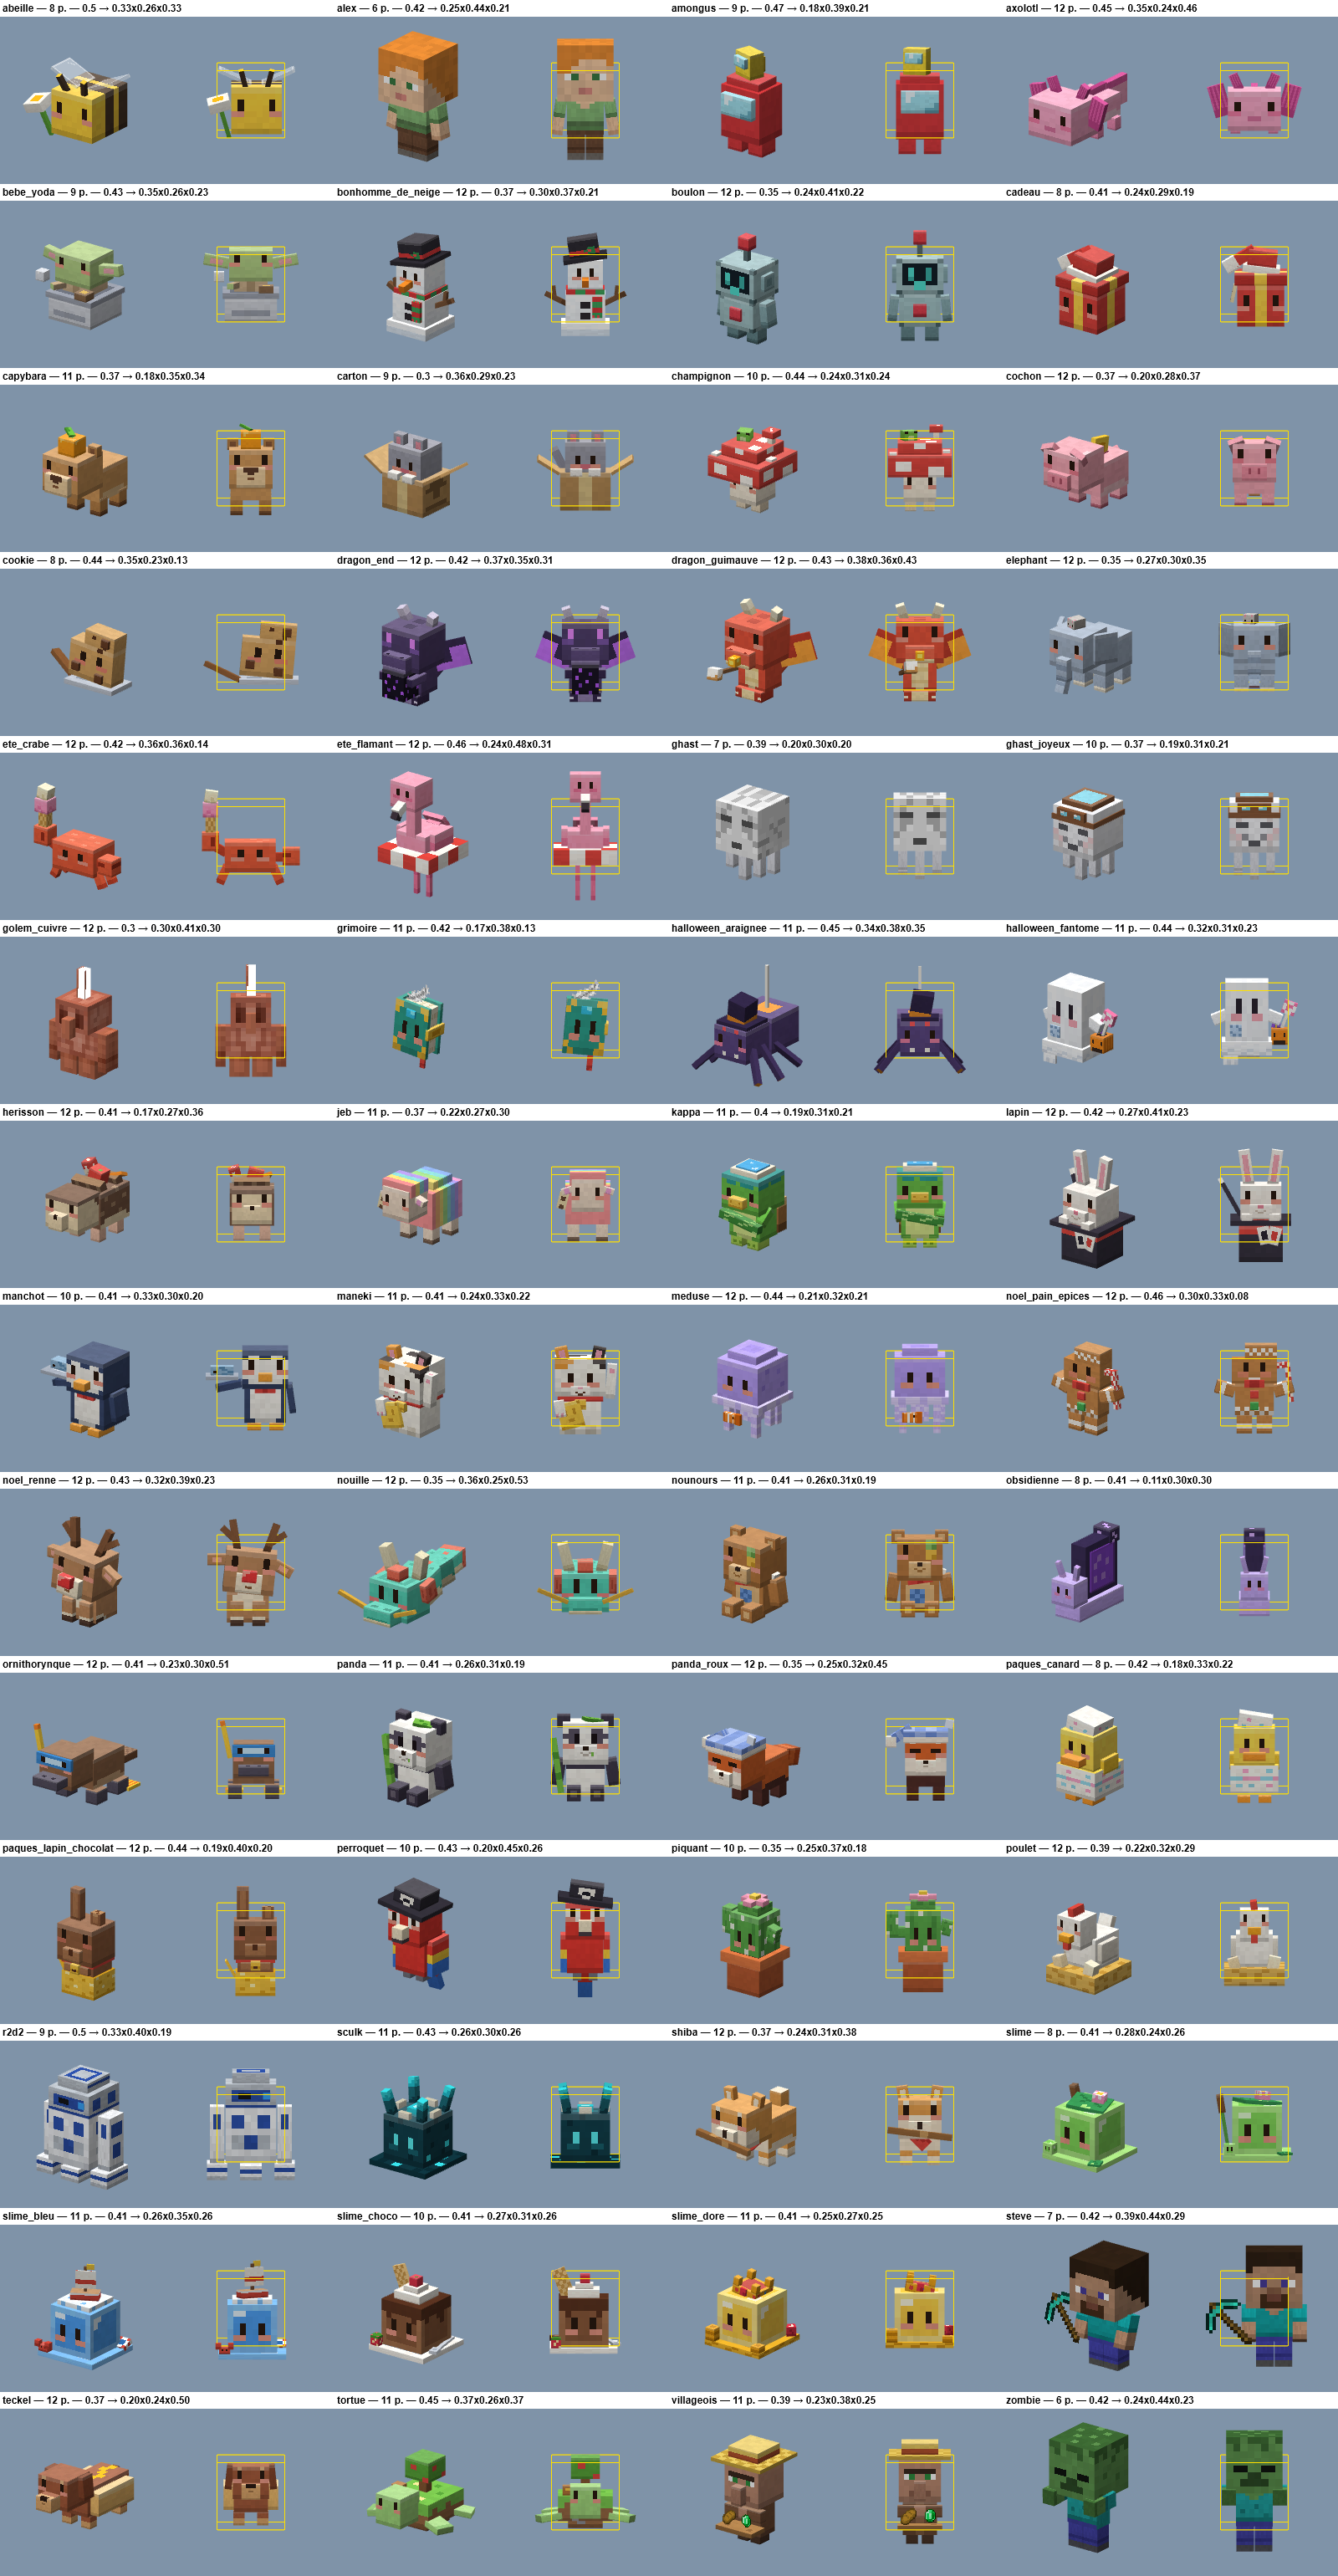 abeille — 8 p. — 0.5 → 0.33x0.26x0.33
alex — 6 p. — 0.42 → 0.25x0.44x0.21
amongus — 9 p. — 0.47 → 0.18x0.39x0.21
axolotl — 12 p. — 0.45 → 0.35x0.24x0.46
bebe_yoda — 9 p. — 0.43 → 0.35x0.26x0.23
bonhomme_de_neige — 12 p. — 0.37 → 0.30x0.37x0.21
boulon — 12 p. — 0.35 → 0.24x0.41x0.22
cadeau — 8 p. — 0.41 → 0.24x0.29x0.19
capybara — 11 p. — 0.37 → 0.18x0.35x0.34
carton — 9 p. — 0.3 → 0.36x0.29x0.23
champignon — 10 p. — 0.44 → 0.24x0.31x0.24
cochon — 12 p. — 0.37 → 0.20x0.28x0.37
cookie — 8 p. — 0.44 → 0.35x0.23x0.13
dragon_end — 12 p. — 0.42 → 0.37x0.35x0.31
dragon_guimauve — 12 p. — 0.43 → 0.38x0.36x0.43
elephant — 12 p. — 0.35 → 0.27x0.30x0.35
ete_crabe — 12 p. — 0.42 → 0.36x0.36x0.14
ete_flamant — 12 p. — 0.46 → 0.24x0.48x0.31
ghast — 7 p. — 0.39 → 0.20x0.30x0.20
ghast_joyeux — 10 p. — 0.37 → 0.19x0.31x0.21
golem_cuivre — 12 p. — 0.3 → 0.30x0.41x0.30
grimoire — 11 p. — 0.42 → 0.17x0.38x0.13
halloween_araignee — 11 p. — 0.45 → 0.34x0.38x0.35
halloween_fantome — 11 p. — 0.44 → 0.32x0.31x0.23
herisson — 12 p. — 0.41 → 0.17x0.27x0.36
jeb — 11 p. — 0.37 → 0.22x0.27x0.30
kappa — 11 p. — 0.4 → 0.19x0.31x0.21
lapin — 12 p. — 0.42 → 0.27x0.41x0.23
manchot — 10 p. — 0.41 → 0.33x0.30x0.20
maneki — 11 p. — 0.41 → 0.24x0.33x0.22
meduse — 12 p. — 0.44 → 0.21x0.32x0.21
noel_pain_epices — 12 p. — 0.46 → 0.30x0.33x0.08
noel_renne — 12 p. — 0.43 → 0.32x0.39x0.23
nouille — 12 p. — 0.35 → 0.36x0.25x0.53
nounours — 11 p. — 0.41 → 0.26x0.31x0.19
obsidienne — 8 p. — 0.41 → 0.11x0.30x0.30
ornithorynque — 12 p. — 0.41 → 0.23x0.30x0.51
panda — 11 p. — 0.41 → 0.26x0.31x0.19
panda_roux — 12 p. — 0.35 → 0.25x0.32x0.45
paques_canard — 8 p. — 0.42 → 0.18x0.33x0.22
paques_lapin_chocolat — 12 p. — 0.44 → 0.19x0.40x0.20
perroquet — 10 p. — 0.43 → 0.20x0.45x0.26
piquant — 10 p. — 0.35 → 0.25x0.37x0.18
poulet — 12 p. — 0.39 → 0.22x0.32x0.29
r2d2 — 9 p. — 0.5 → 0.33x0.40x0.19
sculk — 11 p. — 0.43 → 0.26x0.30x0.26
shiba — 12 p. — 0.37 → 0.24x0.31x0.38
slime — 8 p. — 0.41 → 0.28x0.24x0.26
slime_bleu — 11 p. — 0.41 → 0.26x0.35x0.26
slime_choco — 10 p. — 0.41 → 0.27x0.31x0.26
slime_dore — 11 p. — 0.41 → 0.25x0.27x0.25
steve — 7 p. — 0.42 → 0.39x0.44x0.29
teckel — 12 p. — 0.37 → 0.20x0.24x0.50
tortue — 11 p. — 0.45 → 0.37x0.26x0.37
villageois — 11 p. — 0.39 → 0.23x0.38x0.25
zombie — 6 p. — 0.42 → 0.24x0.44x0.23